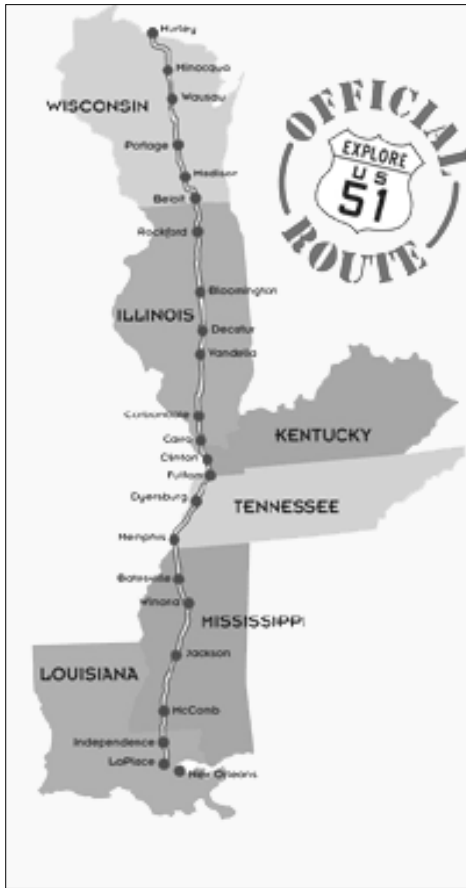 Hurley
Minocqua
Wausau
WISCONSIN
OFFICIAL
EXPLORE
US
51
ROUTE
Portage
Madison
Beloit
Rockford
Bloomington
ILLINOIS
Decatur
Vandalia
Carbondale
Cairo
KENTUCKY
Clinton
Fulton
Dyersburg
TENNESSEE
Memphis
Batesville
Winona
MISSISSIPPI
Jackson
LOUISIANA
McComb
Independence
LaPlace
New Orleans